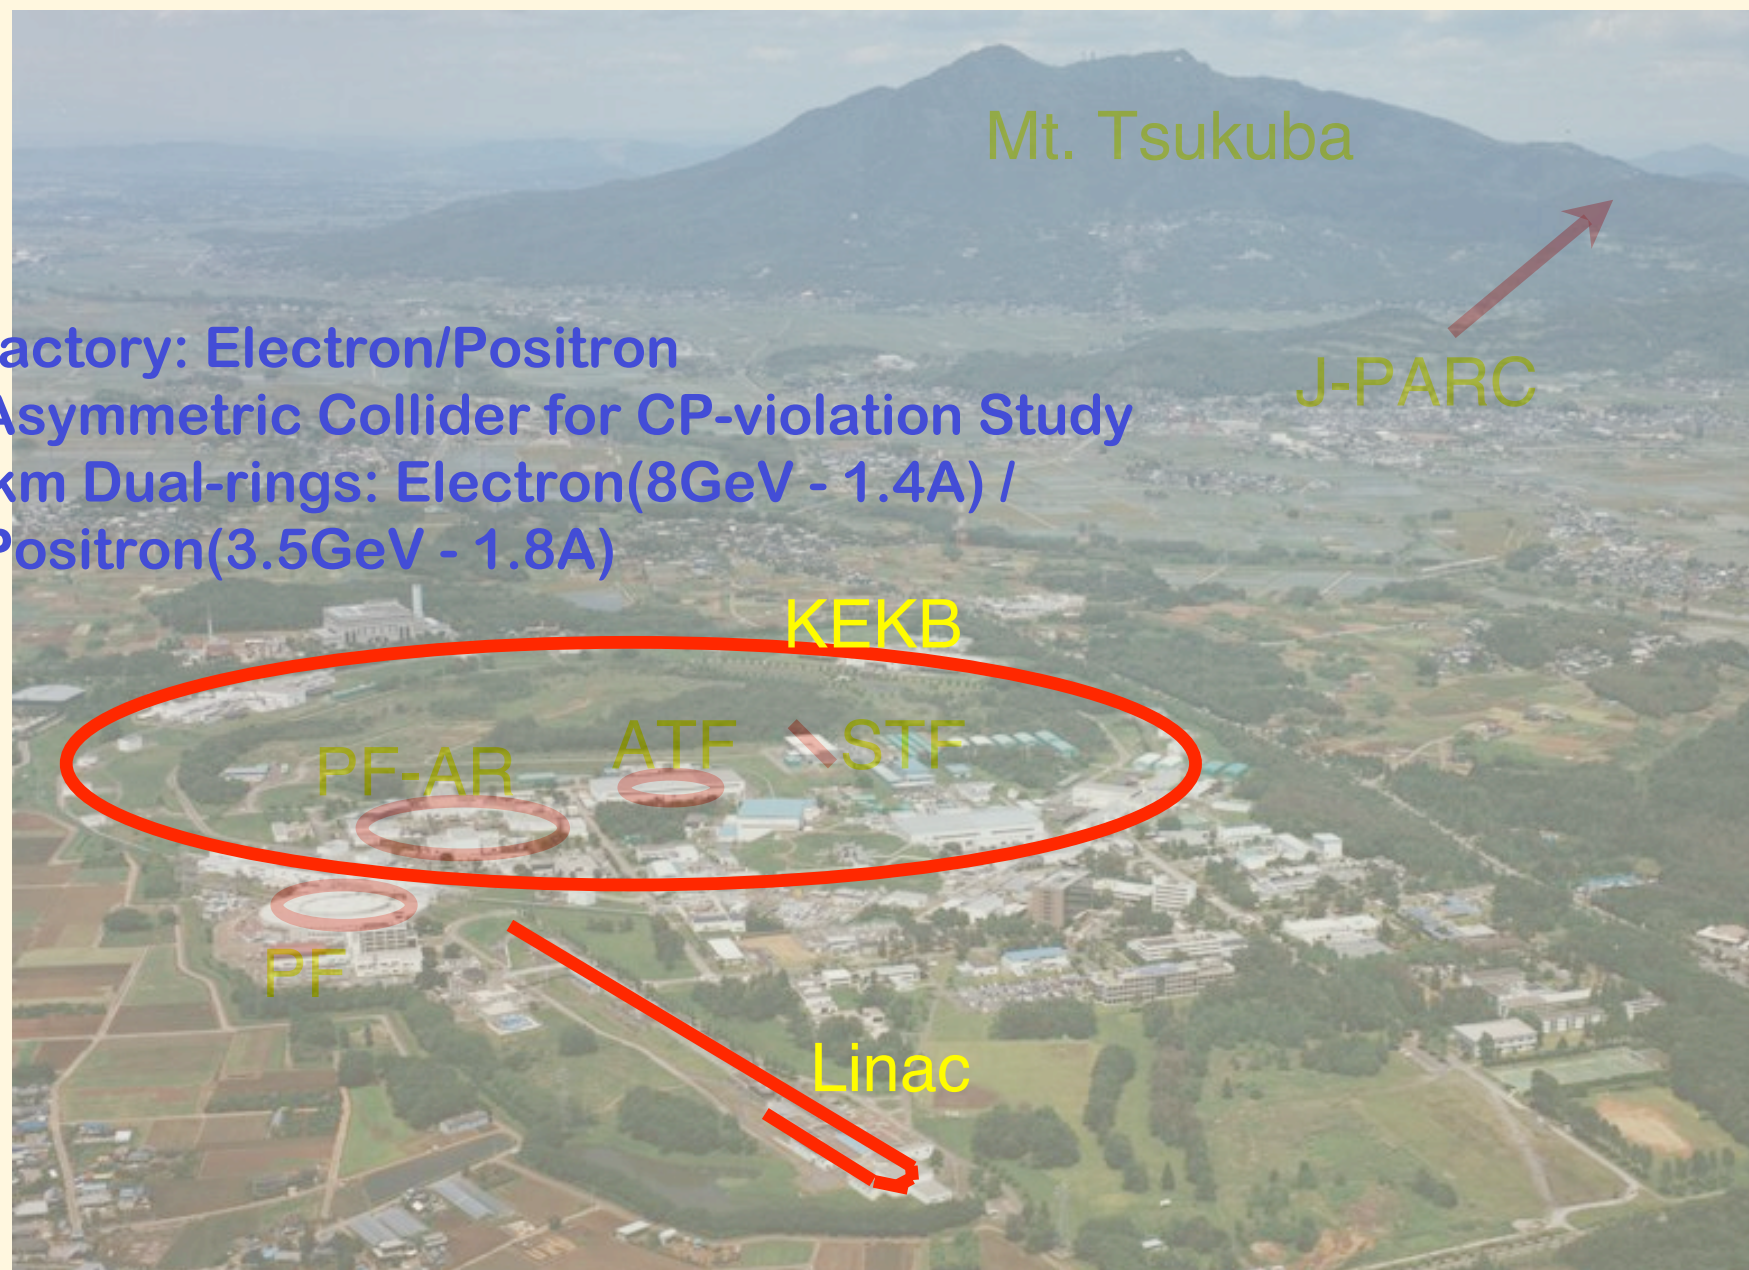 Mt. Tsukuba
actory: Electron/Positron
J-PARC
Asymmetric Collider for CP-violation Study
km Dual-rings: Electron(8GeV - 1.4A) /
Positron(3.5GeV - 1.8A)
KEKB
ATF
STF
PF-AR
PF
Linac